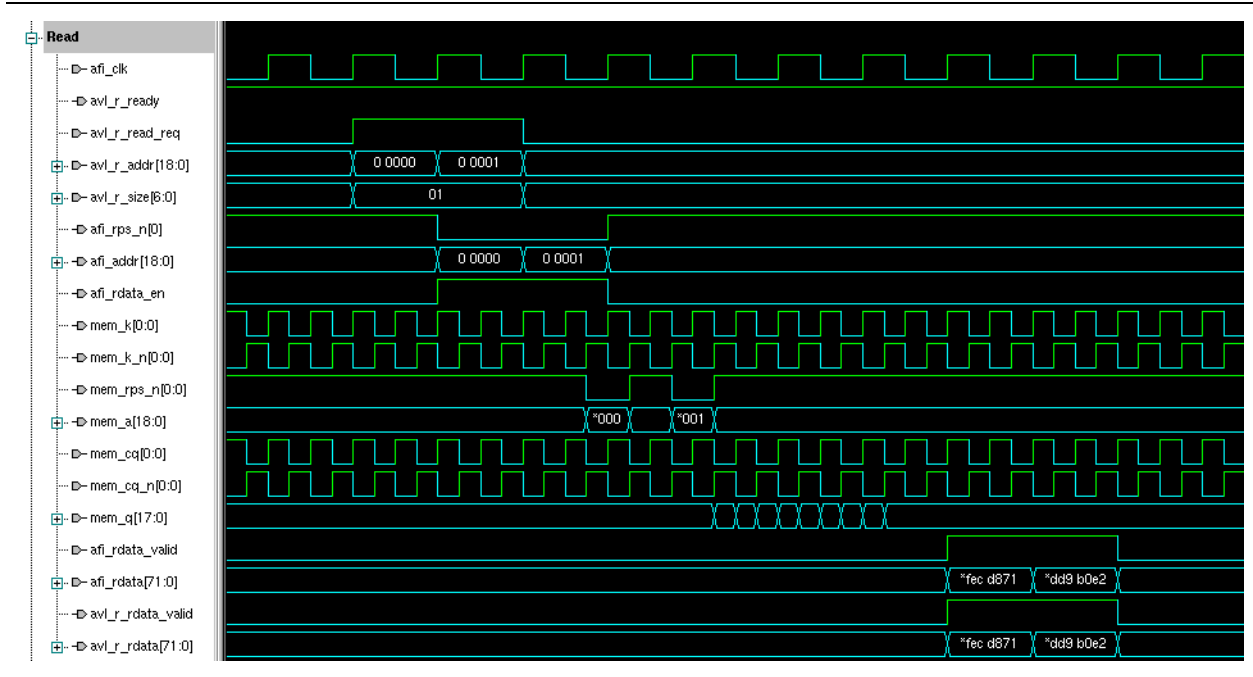 Read
afi_clk
avl_r_ready
avl_r_read_req
avl_r_addr[18:0] 0 0000 0 0001
avl_r_size[6:0] 01
afi_rps_n[0]
afi_addr[18:0] 0 0000 0 0001
afi_rdata_en
mem_k[0:0]
mem_k_n[0:0]
mem_rps_n[0:0]
mem_a[18:0] *000 *001
mem_cq[0:0]
mem_cq_n[0:0]
mem_q[17:0]
afi_rdata_valid
afi_rdata[71:0] *fec d871 *dd9 b0e2
avl_r_rdata_valid
avl_r_rdata[71:0] *fec d871 *dd9 b0e2